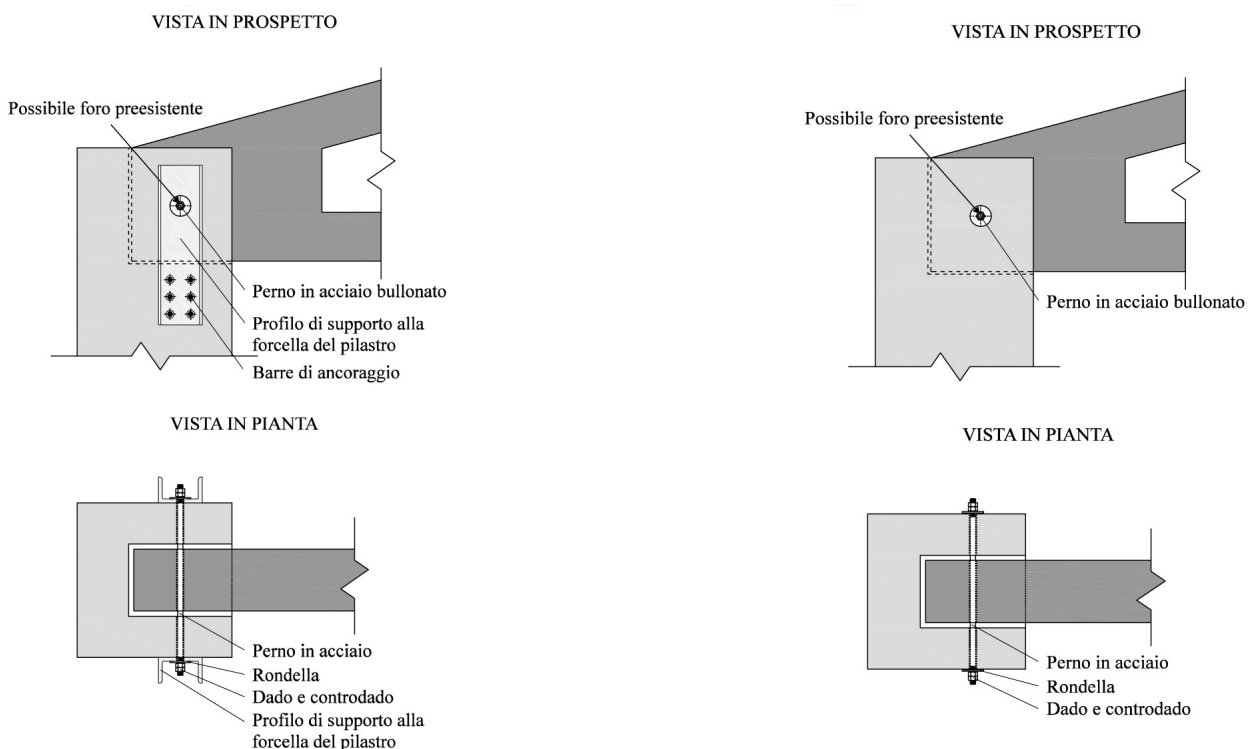 VISTA IN PROSPETTO
Possibile foro preesistente
Perno in acciaio bullonato
Profilo di supporto alla
forcella del pilastro
Barre di ancoraggio
VISTA IN PIANTA
Perno in acciaio
Rondella
Dado e controdado
Profilo di supporto alla
forcella del pilastro
VISTA IN PROSPETTO
Possibile foro preesistente
Perno in acciaio bullonato
VISTA IN PIANTA
Perno in acciaio
Rondella
Dado e controdado